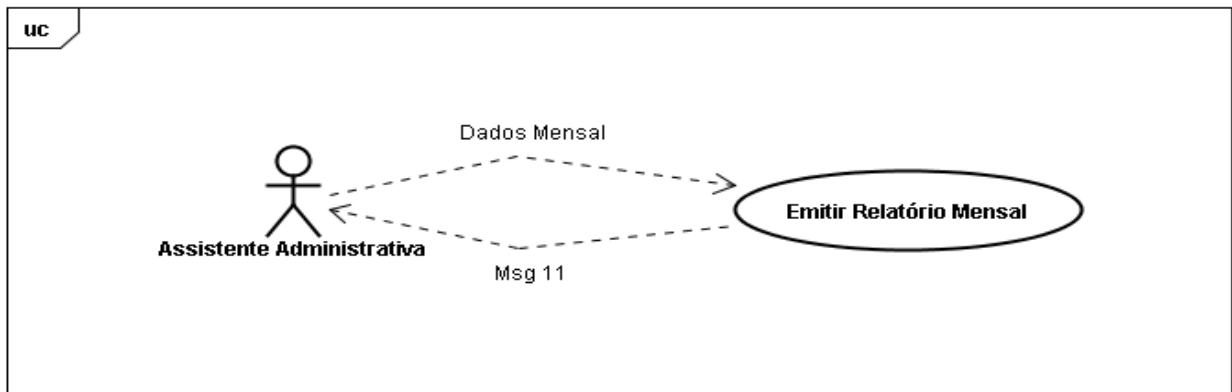 uc
Dados Mensal
Emitir Relatório Mensal
Assistente Administrativa
Msg 11